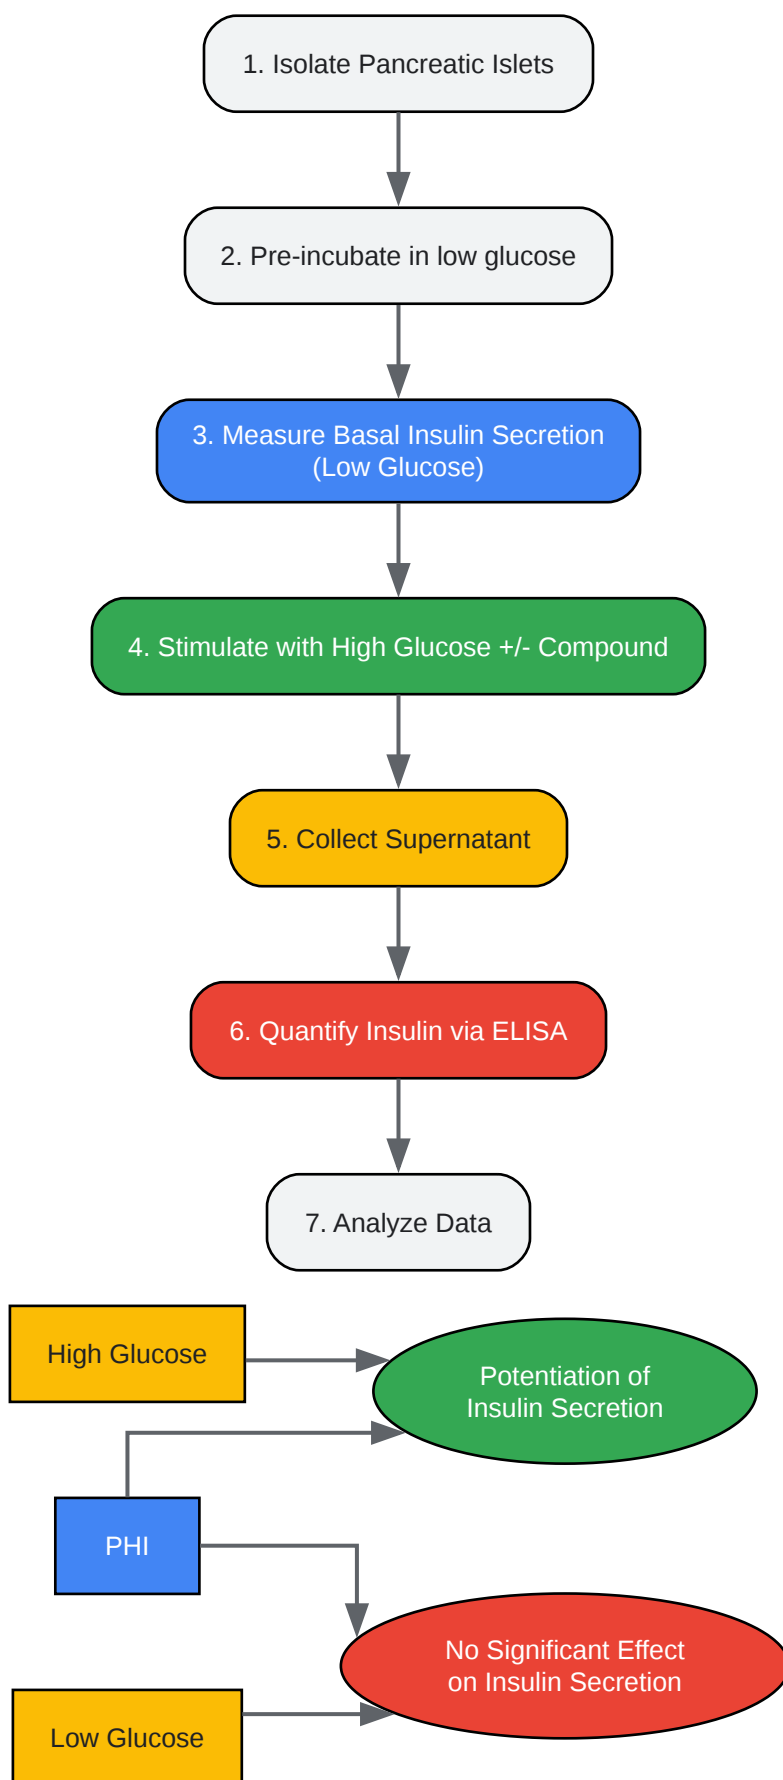 1. Isolate Pancreatic Islets
2. Pre-incubate in low glucose
3. Measure Basal Insulin Secretion
(Low Glucose)
4. Stimulate with High Glucose +/- Compound
5. Collect Supernatant
6. Quantify Insulin via ELISA
7. Analyze Data
High Glucose
Potentiation of
Insulin Secretion
PHI
No Significant Effect
on Insulin Secretion
Low Glucose